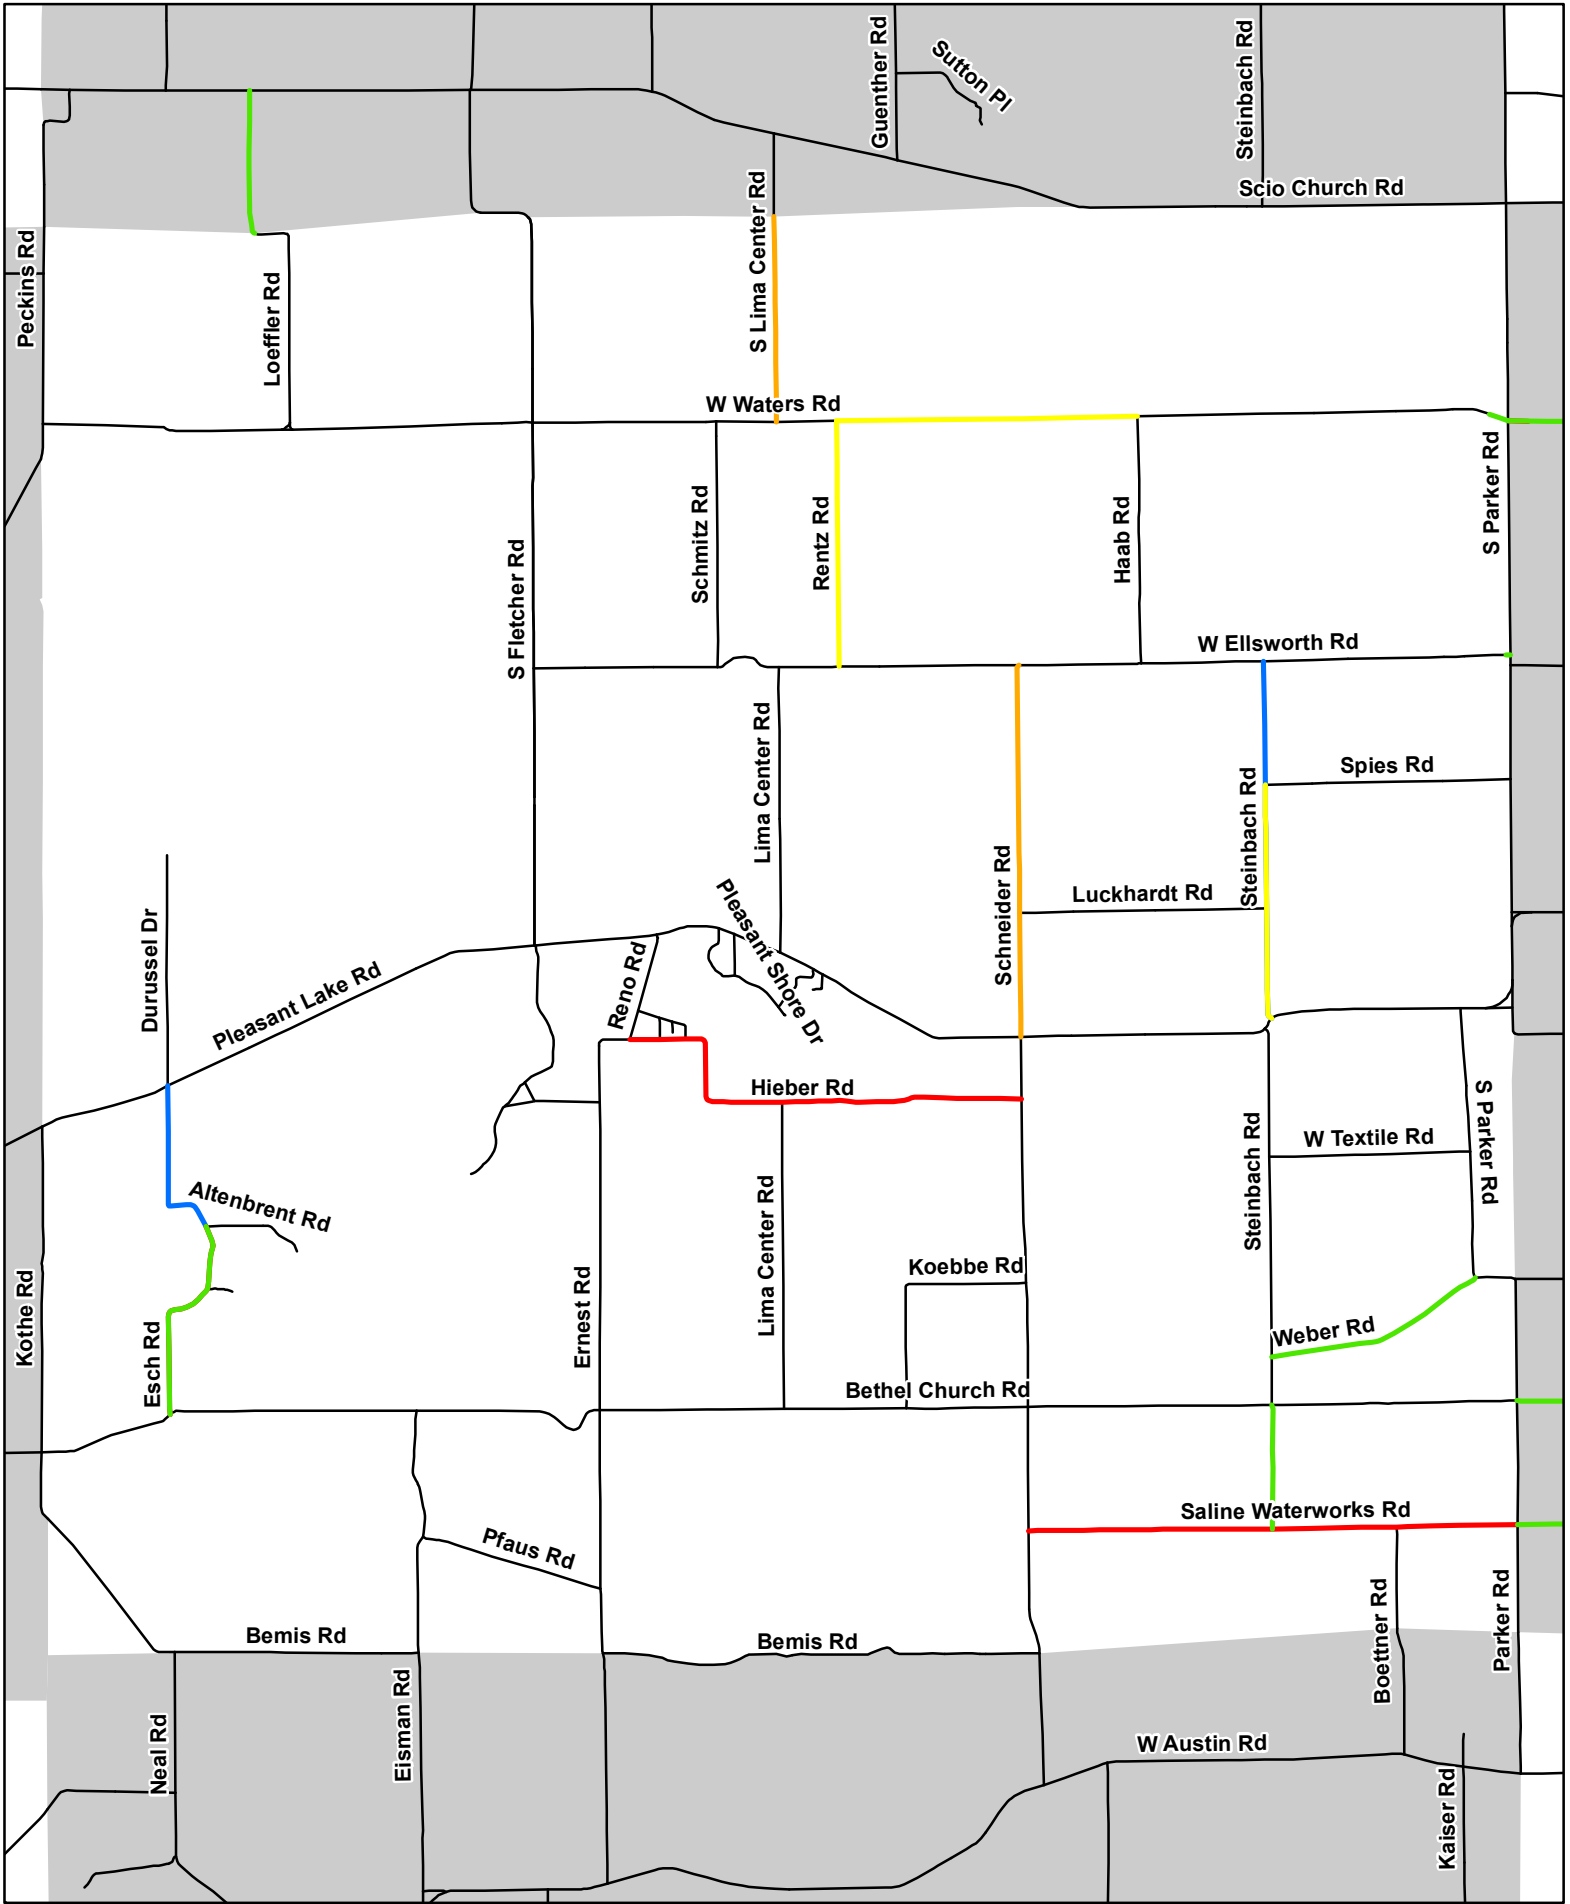 Guenther Rd
Sutton Pl
Steinbach Rd
Scio Church Rd
S Lima Center Rd
Peckins Rd
Loeffler Rd
W Waters Rd
S Parker Rd
Schmitz Rd
Rentz Rd
Haab Rd
S Fletcher Rd
W Ellsworth Rd
Lima Center Rd
Spies Rd
Steinbach Rd
Schneider Rd
Luckhardt Rd
Durussel Dr
Pleasant Lake Rd
Reno Rd
Pleasant Shore Dr
Hieber Rd
S Parker Rd
W Textile Rd
Steinbach Rd
Altenbrent Rd
Lima Center Rd
Koebbe Rd
Kothe Rd
Esch Rd
Ernest Rd
Weber Rd
Bethel Church Rd
Saline Waterworks Rd
Pfaus Rd
Bemis Rd
Bemis Rd
Boettner Rd
Parker Rd
Neal Rd
Eisman Rd
W Austin Rd
Kaiser Rd